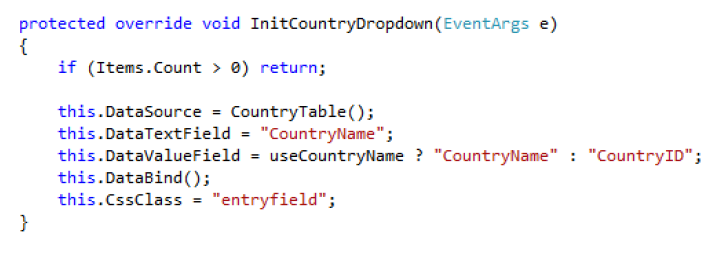 protected override void InitCountryDropdown(EventArgs e)
{
    if (Items.Count > 0) return;

    this.DataSource = CountryTable();
    this.DataTextField = "CountryName";
    this.DataValueField = useCountryName ? "CountryName" : "CountryID";
    this.DataBind();
    this.CssClass = "entryfield";
}